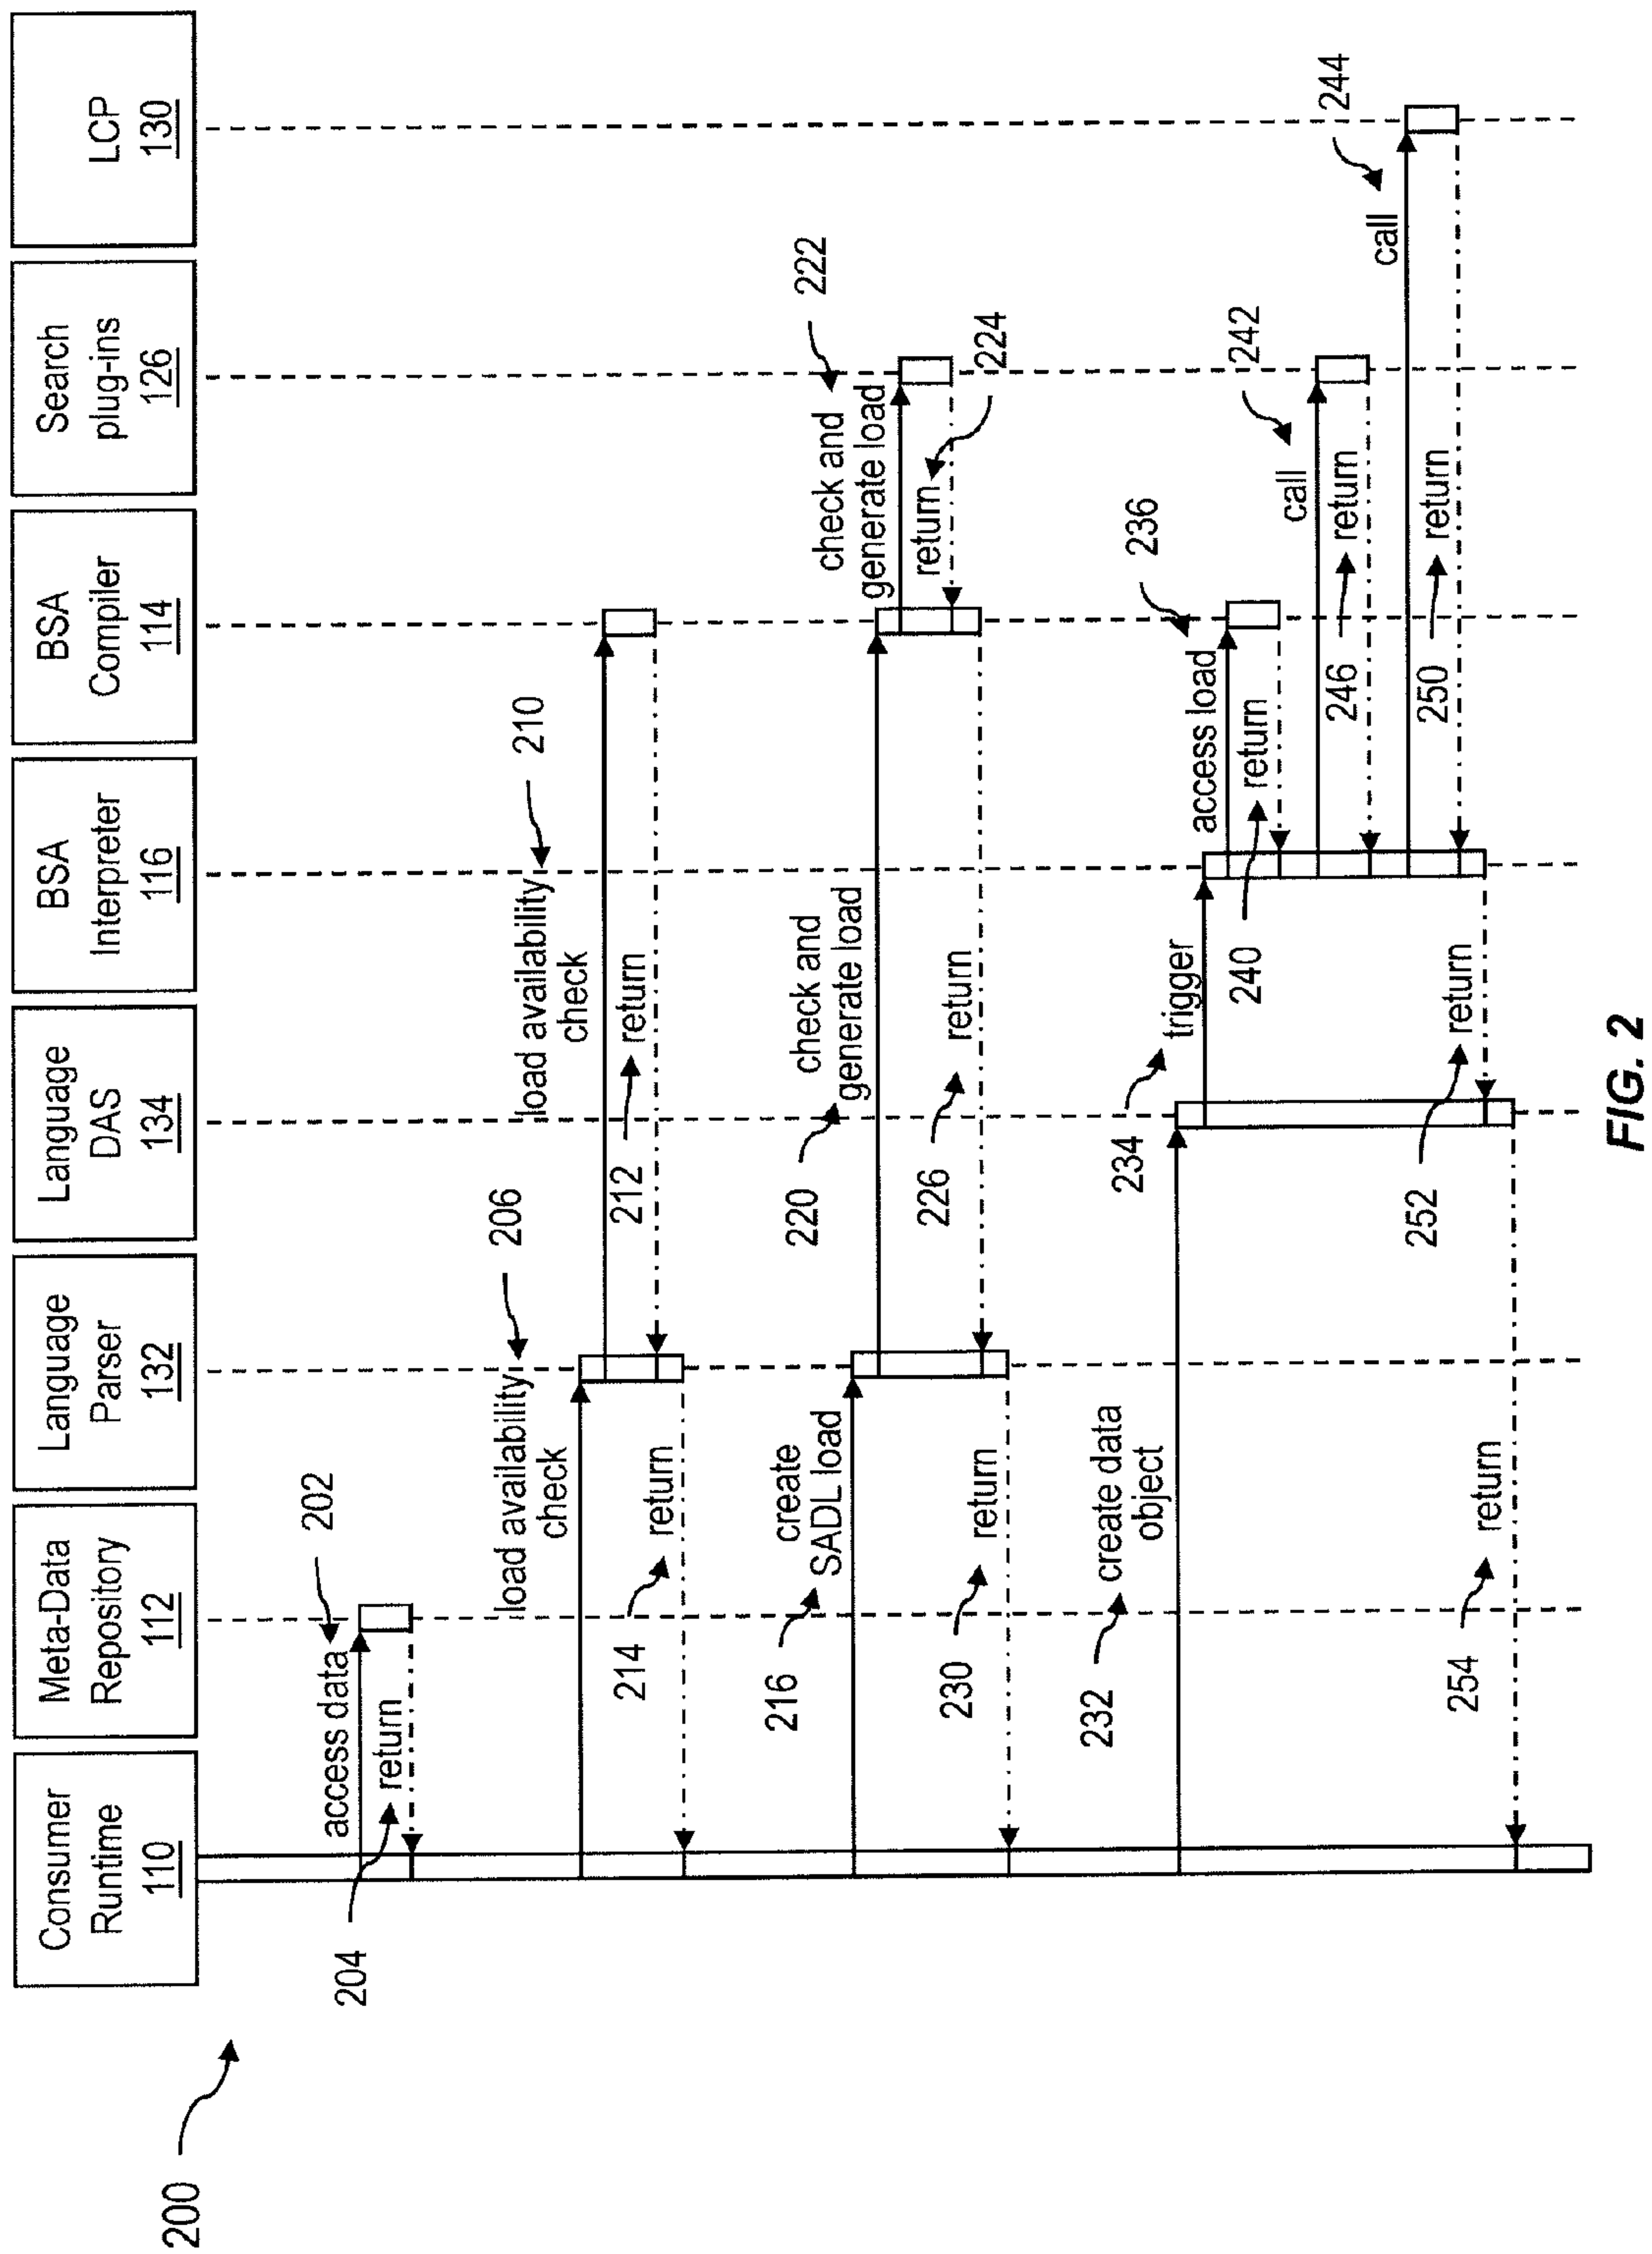 200
Consumer
Runtime
110
Meta-Data
Repository
112
Language
Parser
132
Language
DAS
134
BSA
Interpreter
116
BSA
Compiler
114
Search
plug-ins
126
LCP
130
202
access data
204
return
206
load availability
check
210
load availability
check
212
return
214
return
216
create
SADL load
220
check and
generate load
222
check and
generate load
224
return
226
return
230
return
232
create data
object
234
trigger
236
access load
240
return
242
call
246
return
244
call
250
return
252
return
254
return
FIG. 2